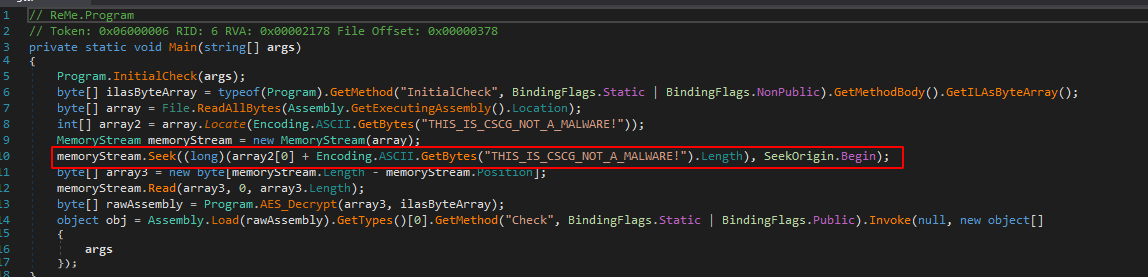 1 // ReMe.Program
2 // Token: 0x06000006 RID: 6 RVA: 0x00002178 File Offset: 0x00000378
3 private static void Main(string[] args)
4 {
5 Program.InitialCheck(args);
6 byte[] ilasByteArray = typeof(Program).GetMethod("InitialCheck", BindingFlags.Static | BindingFlags.NonPublic).GetMethodBody().GetILAsByteArray();
7 byte[] array = File.ReadAllBytes(Assembly.GetExecutingAssembly().Location);
8 int[] array2 = array.Locate(Encoding.ASCII.GetBytes("THIS_IS_CSCG_NOT_A_MALWARE!"));
9 MemoryStream memoryStream = new MemoryStream(array);
10 memoryStream.Seek((long)(array2[0] + Encoding.ASCII.GetBytes("THIS_IS_CSCG_NOT_A_MALWARE!").Length), SeekOrigin.Begin);
11 byte[] array3 = new byte[memoryStream.Length - memoryStream.Position];
12 memoryStream.Read(array3, 0, array3.Length);
13 byte[] rawAssembly = Program.AES_Decrypt(array3, ilasByteArray);
14 object obj = Assembly.Load(rawAssembly).GetTypes()[0].GetMethod("Check", BindingFlags.Static | BindingFlags.Public).Invoke(null, new object[]
15 {
16 args
17 });
18 }